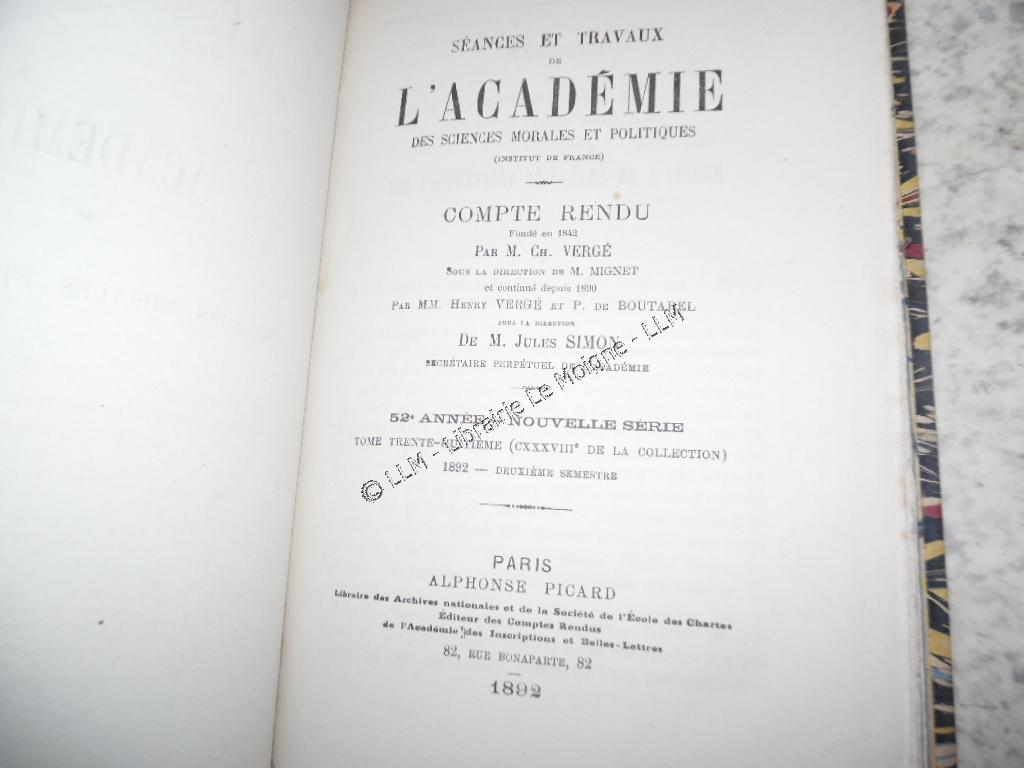 SÉANCES ET TRAVAUX
DE
L'ACADÉMIE
DES SCIENCES MORALES ET POLITIQUES
(INSTITUT DE FRANCE)
COMPTE RENDU
Fondé en 1842
PAR M. CH. VERGÉ
SOUS LA DIRECTION DE M. MIGNET
et continué depuis 1890
PAR MM. HENRY VERGÉ ET P. DE BOUTAREL
SOUS LA DIRECTION
DE M. JULES SIMON
SECRÉTAIRE PERPÉTUEL DE L'ACADÉMIE
52e ANNÉE, NOUVELLE SÉRIE
TOME TRENTE-HUITIÈME (CXXXVIIIe DE LA COLLECTION)
1892 — DEUXIÈME SEMESTRE
PARIS
ALPHONSE PICARD
Libraire des Archives nationales et de la Société de l'École des Chartes
Éditeur des Comptes Rendus
de l'Académie des Inscriptions et Belles-Lettres
82, RUE BONAPARTE, 82
1892
© LLM - Librairie Le Moigne - LLM